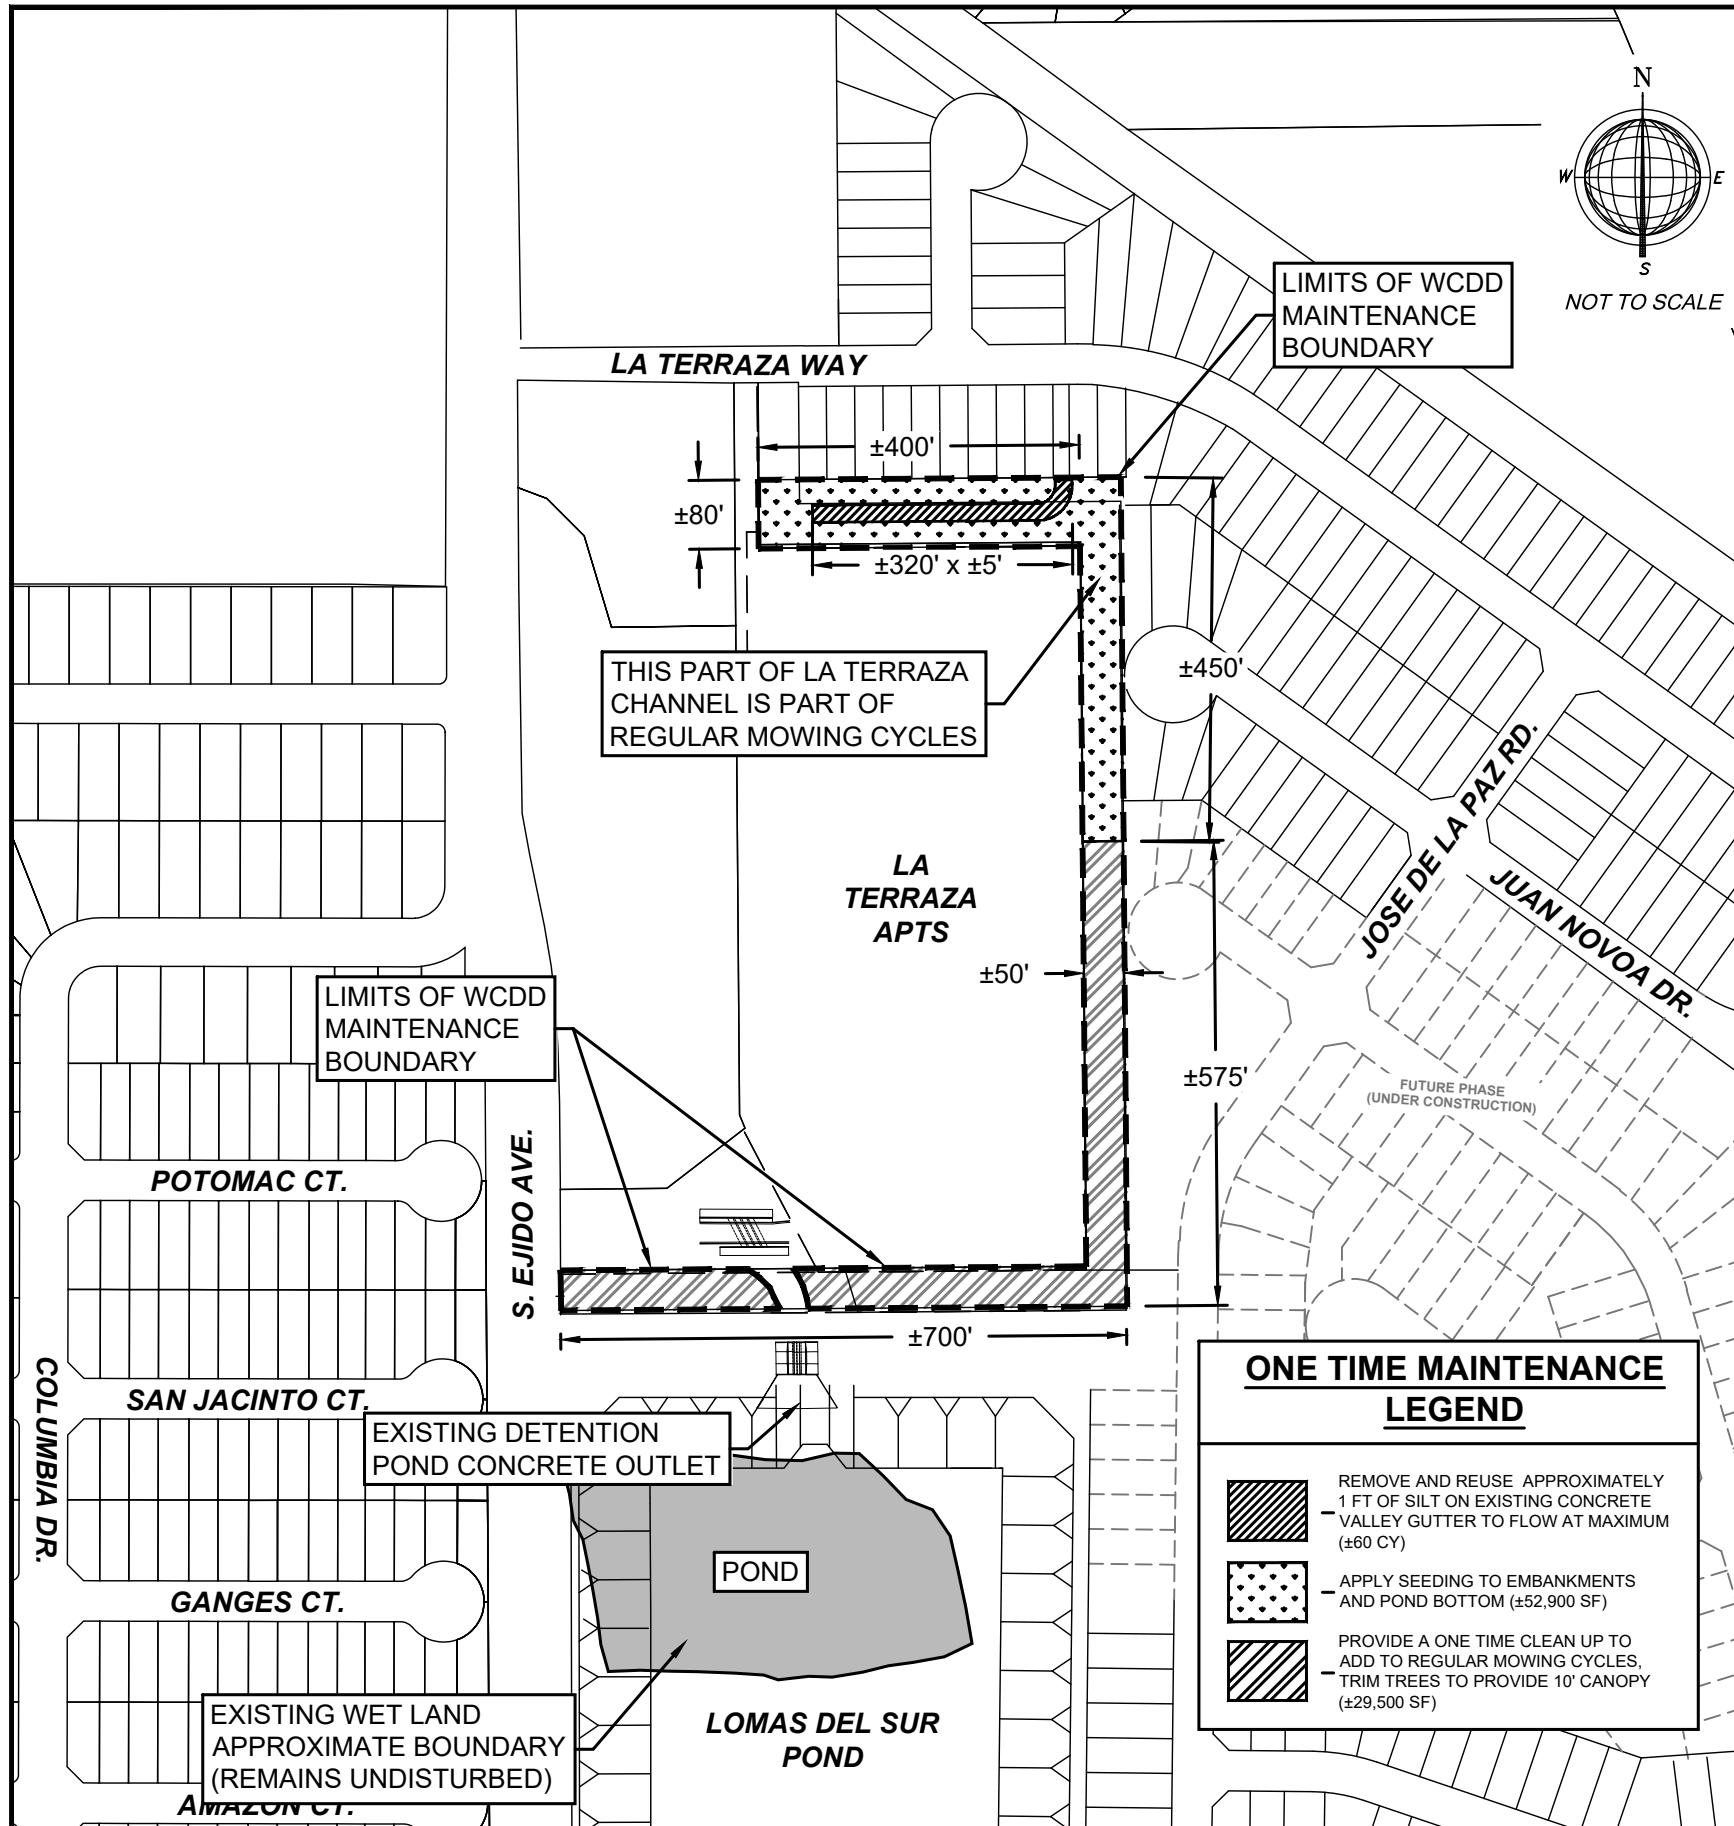 N
W
E
S
NOT TO SCALE
LIMITS OF WCDD
MAINTENANCE
BOUNDARY
LA TERRAZA WAY
±400'
±80'
±320' x ±5'
±450'
THIS PART OF LA TERRAZA
CHANNEL IS PART OF
REGULAR MOWING CYCLES
JOSE DE LA PAZ RD.
JUAN NOVOA DR.
LA
TERRAZA
APTS
±50'
LIMITS OF WCDD
MAINTENANCE
BOUNDARY
±575'
FUTURE PHASE
(UNDER CONSTRUCTION)
POTOMAC CT.
S. EJIDO AVE.
±700'
COLUMBIA DR.
SAN JACINTO CT.
EXISTING DETENTION
POND CONCRETE OUTLET
POND
GANGES CT.
EXISTING WET LAND
APPROXIMATE BOUNDARY
(REMAINS UNDISTURBED)
LOMAS DEL SUR
POND
AMAZON CT.
ONE TIME MAINTENANCE
LEGEND
REMOVE AND REUSE APPROXIMATELY
1 FT OF SILT ON EXISTING CONCRETE
VALLEY GUTTER TO FLOW AT MAXIMUM
(±60 CY)
APPLY SEEDING TO EMBANKMENTS
AND POND BOTTOM (±52,900 SF)
PROVIDE A ONE TIME CLEAN UP TO
ADD TO REGULAR MOWING CYCLES,
TRIM TREES TO PROVIDE 10' CANOPY
(±29,500 SF)